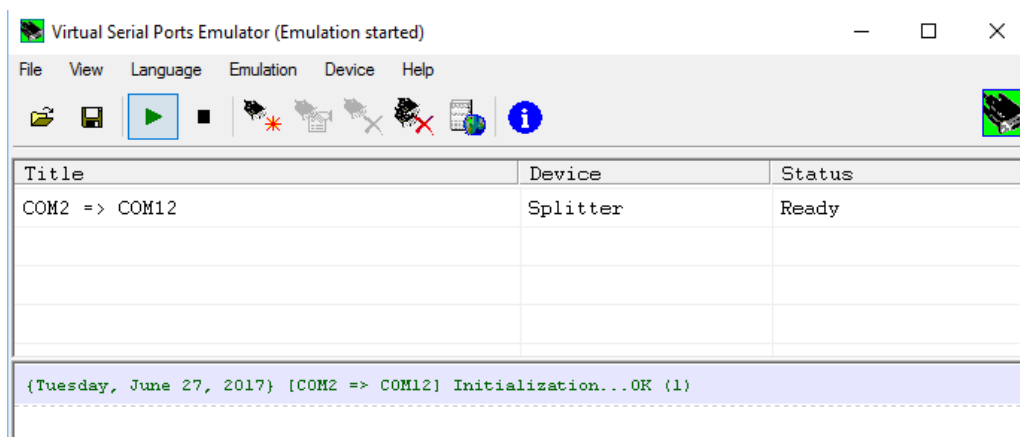 Virtual Serial Ports Emulator (Emulation started)
File View Language Emulation Device Help
Title Device Status
COM2 => COM12 Splitter Ready
{Tuesday, June 27, 2017} [COM2 => COM12] Initialization...OK (1)